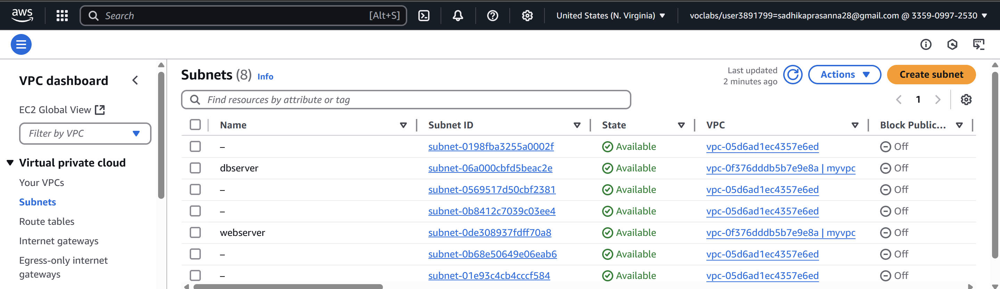 aws
Search [Alt+S]
United States (N. Virginia)
voclabs/user3891799=sadhikaprasanna28@gmail.com @ 3359-0997-2530
VPC dashboard
EC2 Global View
Filter by VPC
Virtual private cloud
Your VPCs
Subnets
Route tables
Internet gateways
Egress-only internet
gateways
Subnets (8) Info
Last updated
2 minutes ago
Actions
Create subnet
Find resources by attribute or tag
1
Name Subnet ID State VPC Block Public...
– subnet-0198fba3255a0002f Available vpc-05d6ad1ec4357e6ed Off
dbserver subnet-06a000cbfd5beac2e Available vpc-0f376dddb5b7e9e8a | myvpc Off
– subnet-0569517d50cbf2381 Available vpc-05d6ad1ec4357e6ed Off
– subnet-0b8412c7039c03ee4 Available vpc-05d6ad1ec4357e6ed Off
webserver subnet-0de308937fdff70a8 Available vpc-0f376dddb5b7e9e8a | myvpc Off
– subnet-0b68e50649e06eab6 Available vpc-05d6ad1ec4357e6ed Off
– subnet-01e93c4cb4cccf584 Available vpc-05d6ad1ec4357e6ed Off